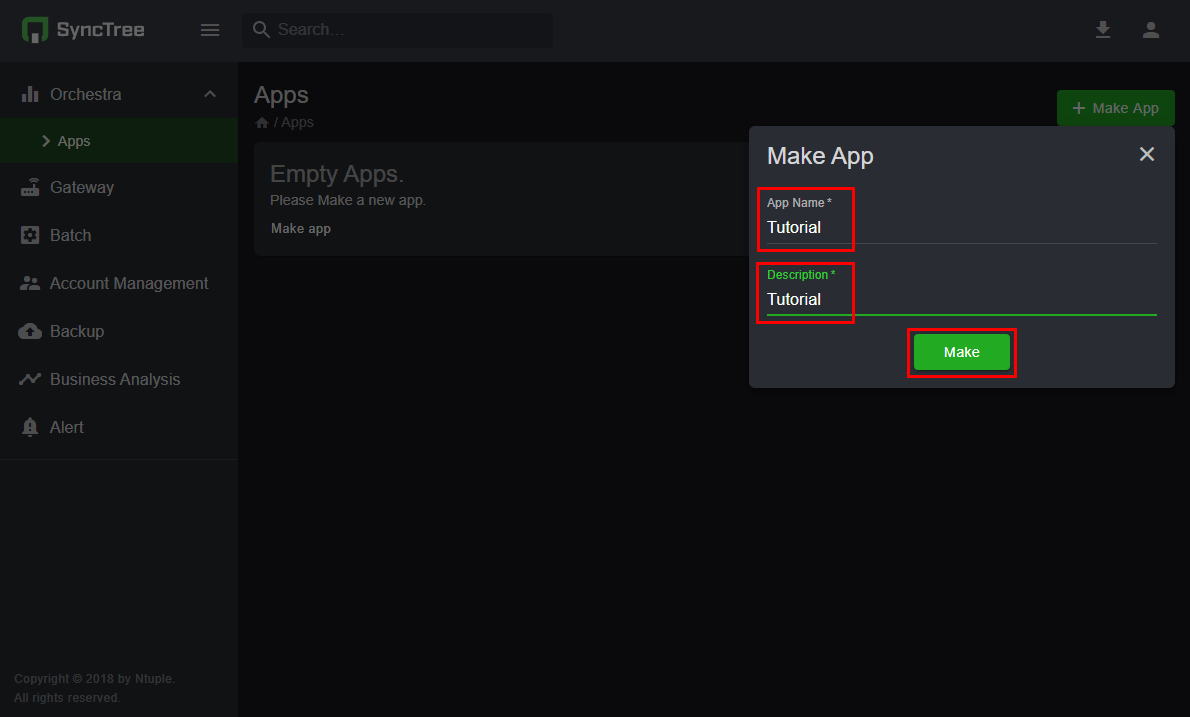 SyncTree
Search...
Orchestra
Apps
Gateway
Batch
Account Management
Backup
Business Analysis
Alert
Copyright © 2018 by Ntuple.
All rights reserved.
Apps
/ Apps
+ Make App
Empty Apps.
Please Make a new app.
Make app
Make App
App Name *
Tutorial
Description *
Tutorial
Make